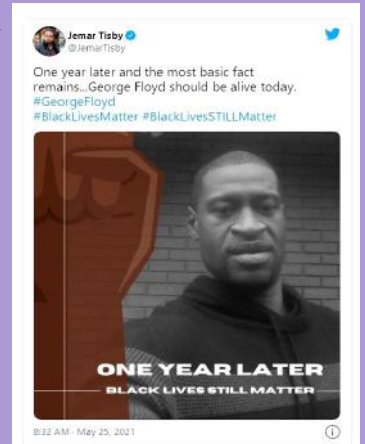 Jemar Tisby
@JemarTisby
One year later and the most basic fact
remains...George Floyd should be alive today.
#GeorgeFloyd
#BlackLivesMatter #BlackLivesSTILLMatter
ONE YEAR LATER
BLACK LIVES STILL MATTER
8:32 AM · May 25, 2021